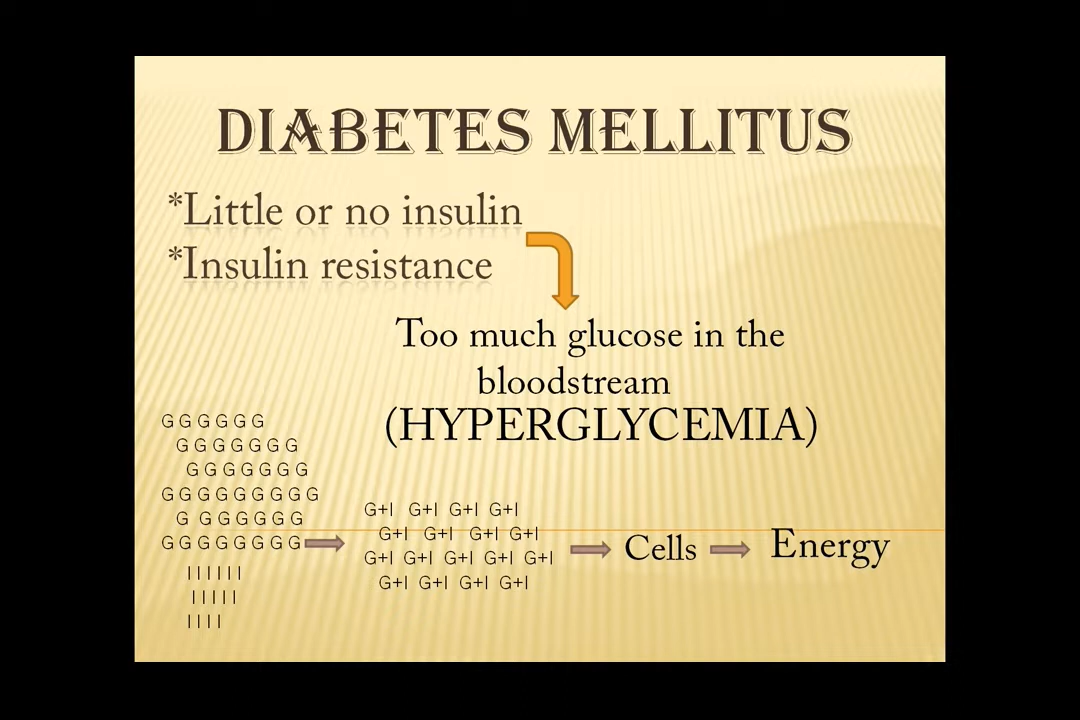 DIABETES MELLITUS
*Little or no insulin
*Insulin resistance
Too much glucose in the
bloodstream
(HYPERGLYCEMIA)
G G G G G G
G G G G G G G
G G G G G G G
G G G G G G G G G
G G G G G G G
G G G G G G G G
I I I I I I
I I I I I
I I I I
G+I G+I G+I G+I
G+I G+I G+I G+I
G+I G+I G+I G+I G+I
G+I G+I G+I G+I
Cells
Energy